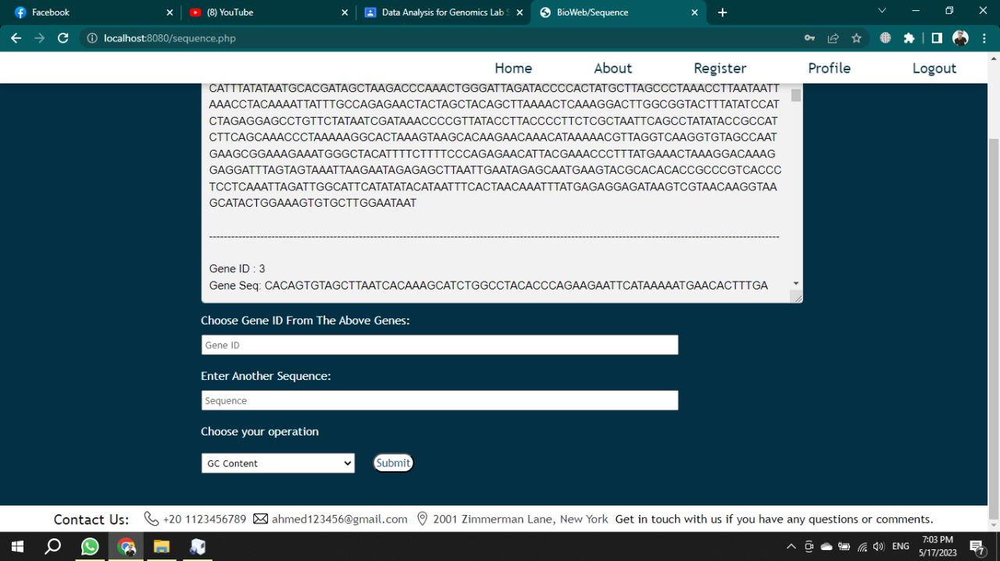 Facebook
(8) YouTube
Data Analysis for Genomics Lab S
BioWeb/Sequence
localhost:8080/sequence.php
Home
About
Register
Profile
Logout
CATTTATATAATGCACGATAGCTAAGACCCAAACTGGGATTAGATACCCCACTATGCTTAGCCCTAAACCTTAATAATT
AAACCTACAAAATTATTTGCCAGAGAACTACTAGCTACAGCTTAAAACTCAAAGGACTTGGCGGTACTTTATATCCAT
CTAGAGGAGCCTGTTCTATAATCGATAAACCCCGTTATACCTTACCCCTTCTCGCTAATTCAGCCTATATACCGCCAT
CTTCAGCAAACCCTAAAAAGGCACTAAAGTAAGCACAAGAACAAACATAAAAACGTTAGGTCAAGGTGTAGCCAAT
GAAGCGGAAAGAAATGGGCTACATTTTCTTTTCCCAGAGAACATTACGAAACCCTTTATGAAACTAAAGGACAAAG
GAGGATTTAGTAGTAAATTAAGAATAGAGAGCTTAATTGAATAGAGCAATGAAGTACGCACACACCGCCCGTCACCC
TCCTCAAATTAGATTGGCATTCATATATACATAATTTCACTAACAAATTTATGAGAGGAGATAAGTCGTAACAAGGTAA
GCATACTGGAAAGTGTGCTTGGAATAAT
Gene ID : 3
Gene Seq: CACAGTGTAGCTTAATCACAAAGCATCTGGCCTACACCCAGAAGAATTCATAAAAATGAACACTTTGA
Choose Gene ID From The Above Genes:
Gene ID
Enter Another Sequence:
Sequence
Choose your operation
GC Content
Submit
Contact Us: +20 1123456789 ahmed123456@gmail.com 2001 Zimmerman Lane, New York Get in touch with us if you have any questions or comments.
ENG
7:03 PM
5/17/2023
7